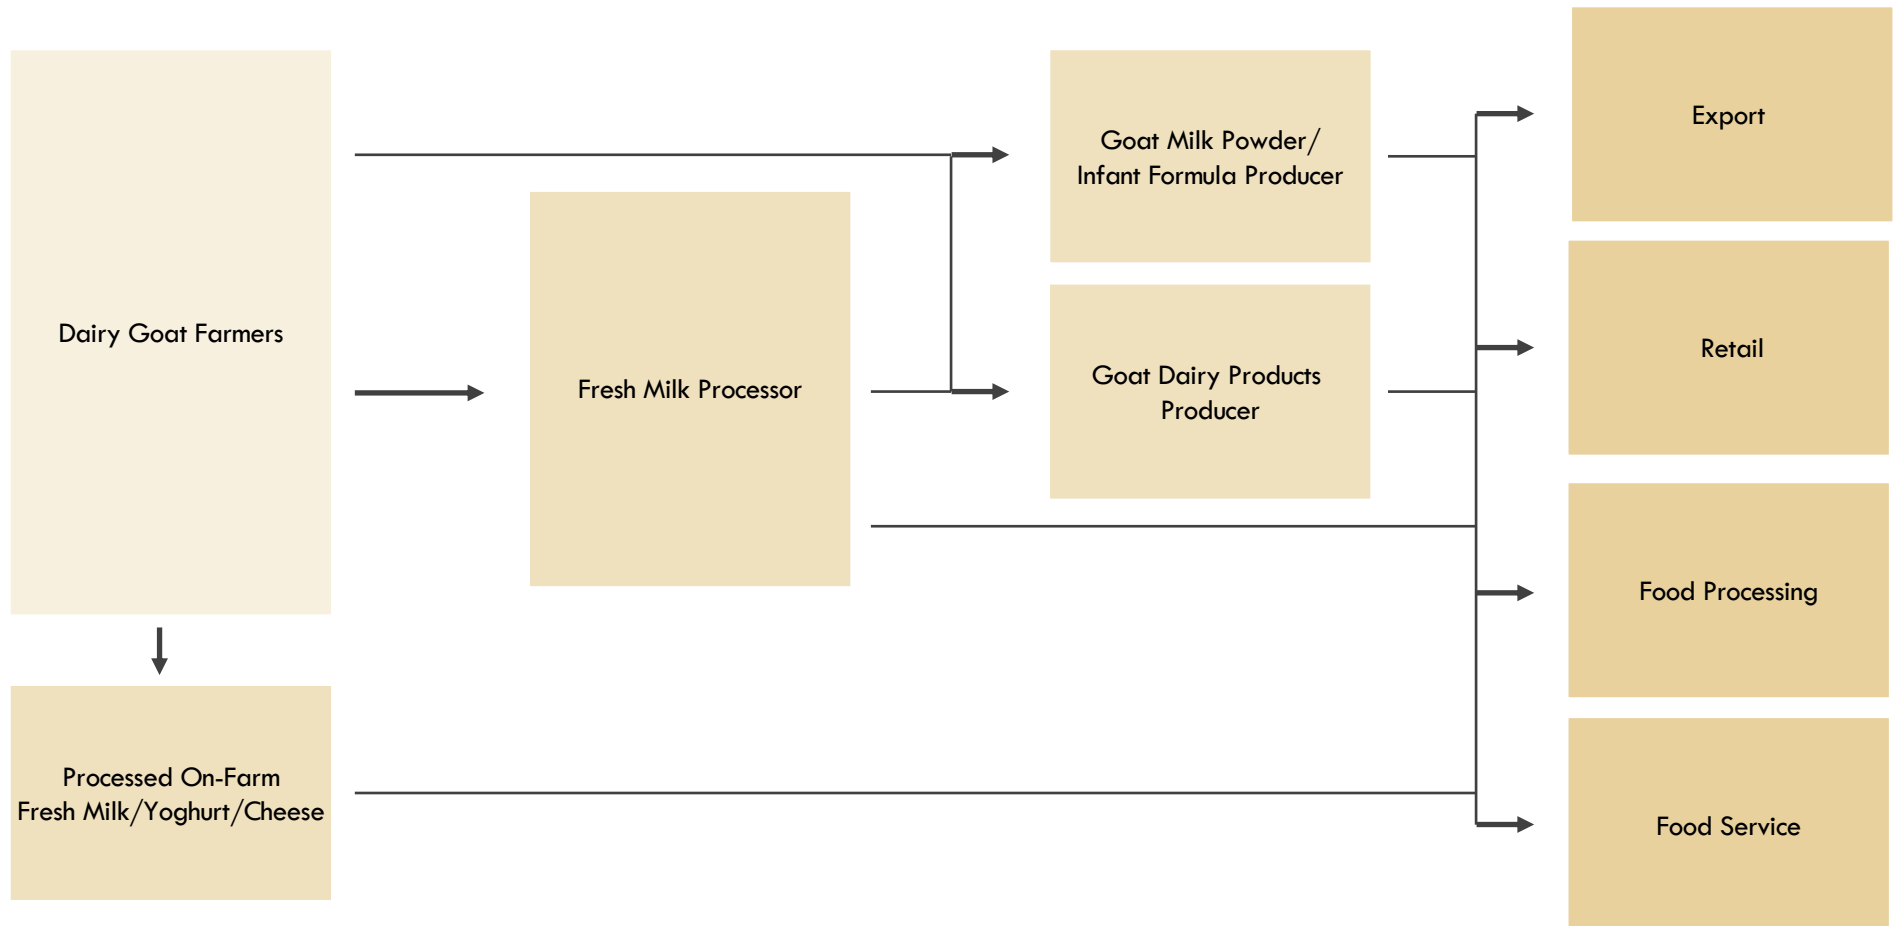 Dairy Goat Farmers
Processed On-Farm
Fresh Milk/Yoghurt/Cheese
Fresh Milk Processor
Goat Milk Powder/
Infant Formula Producer
Goat Dairy Products
Producer
Export
Retail
Food Processing
Food Service